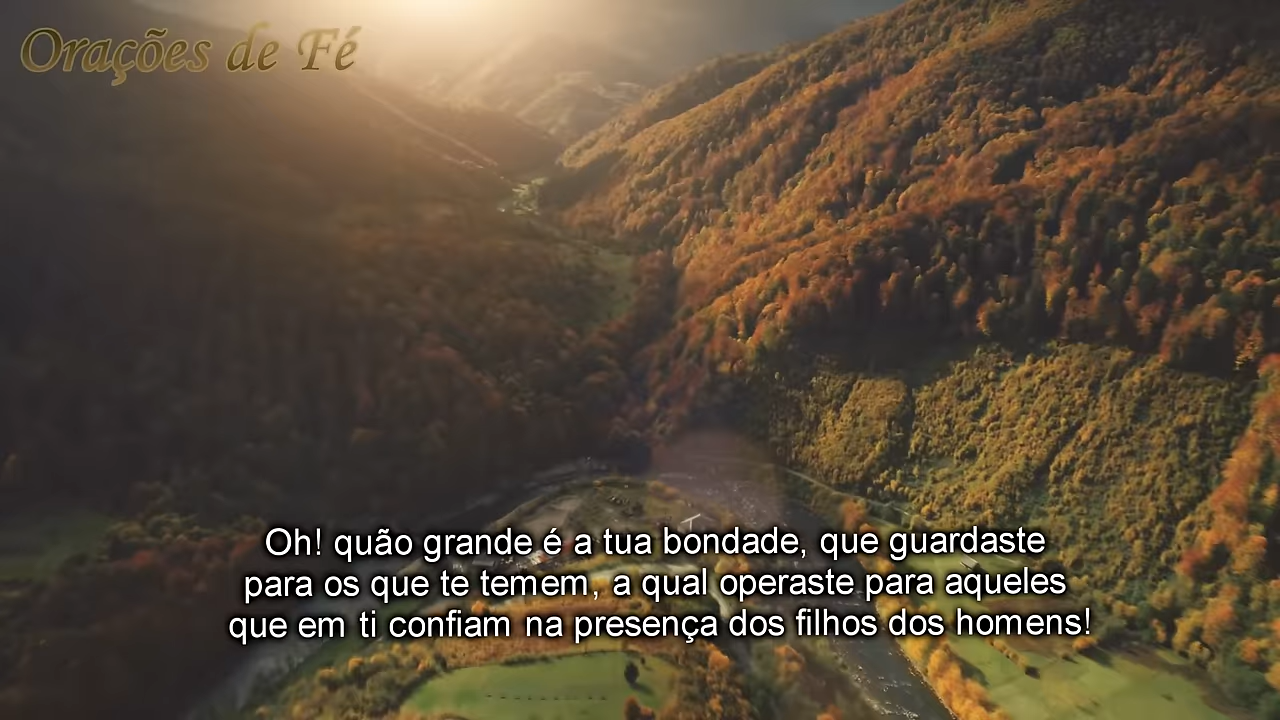 Orações de Fé
Oh! quão grande é a tua bondade, que guardaste
para os que te temem, a qual operaste para aqueles
que em ti confiam na presença dos filhos dos homens!